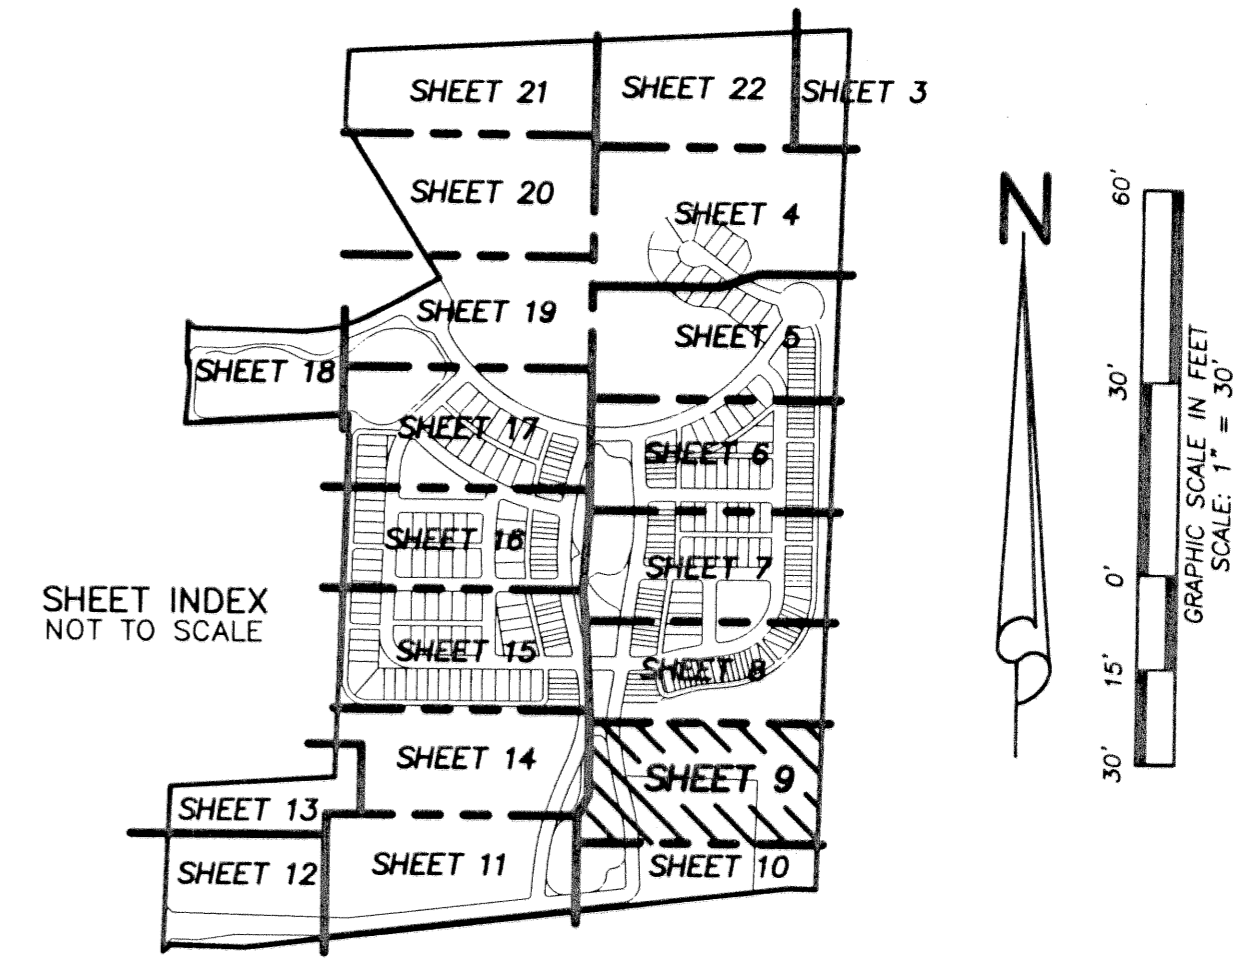 SHEET 21
SHEET 22
SHEET 3
SHEET 20
SHEET 4
SHEET 19
SHEET 5
SHEET 18
SHEET 17
SHEET 6
SHEET 16
SHEET 7
SHEET INDEX
NOT TO SCALE
SHEET 15
SHEET 8
SHEET 14
SHEET 9
SHEET 13
SHEET 12
SHEET 11
SHEET 10
N
60'
30'
0'
15'
30'
GRAPHIC SCALE IN FEET
SCALE: 1" = 30'